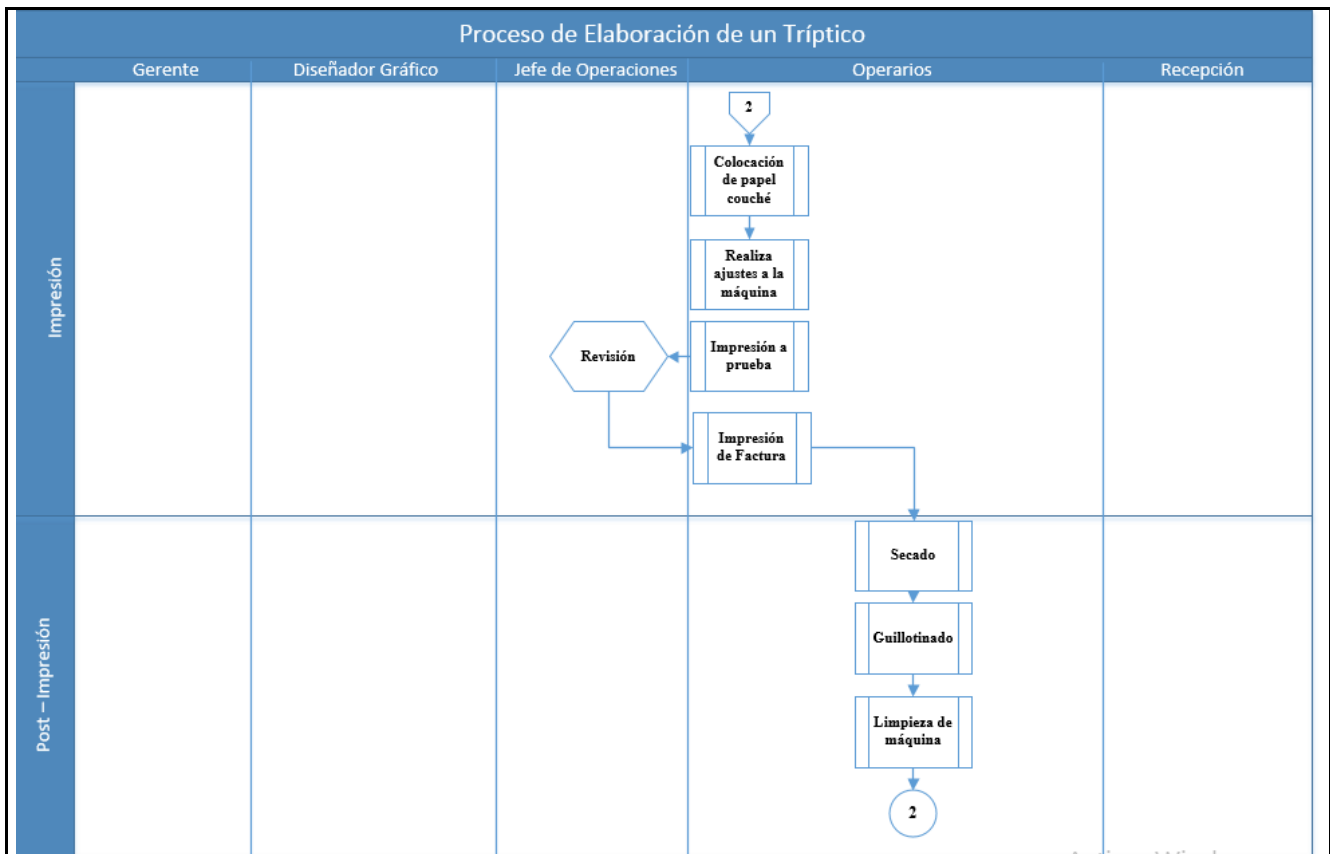 Proceso de Elaboración de un Tríptico
Gerente
Diseñador Gráfico
Jefe de Operaciones
Operarios
Recepción
Impresión
2
Colocación
de papel
couché
Realiza
ajustes a la
máquina
Revisión
Impresión a
prueba
Impresión
de Factura
Post – Impresión
Secado
Guillotinado
Limpieza de
máquina
2